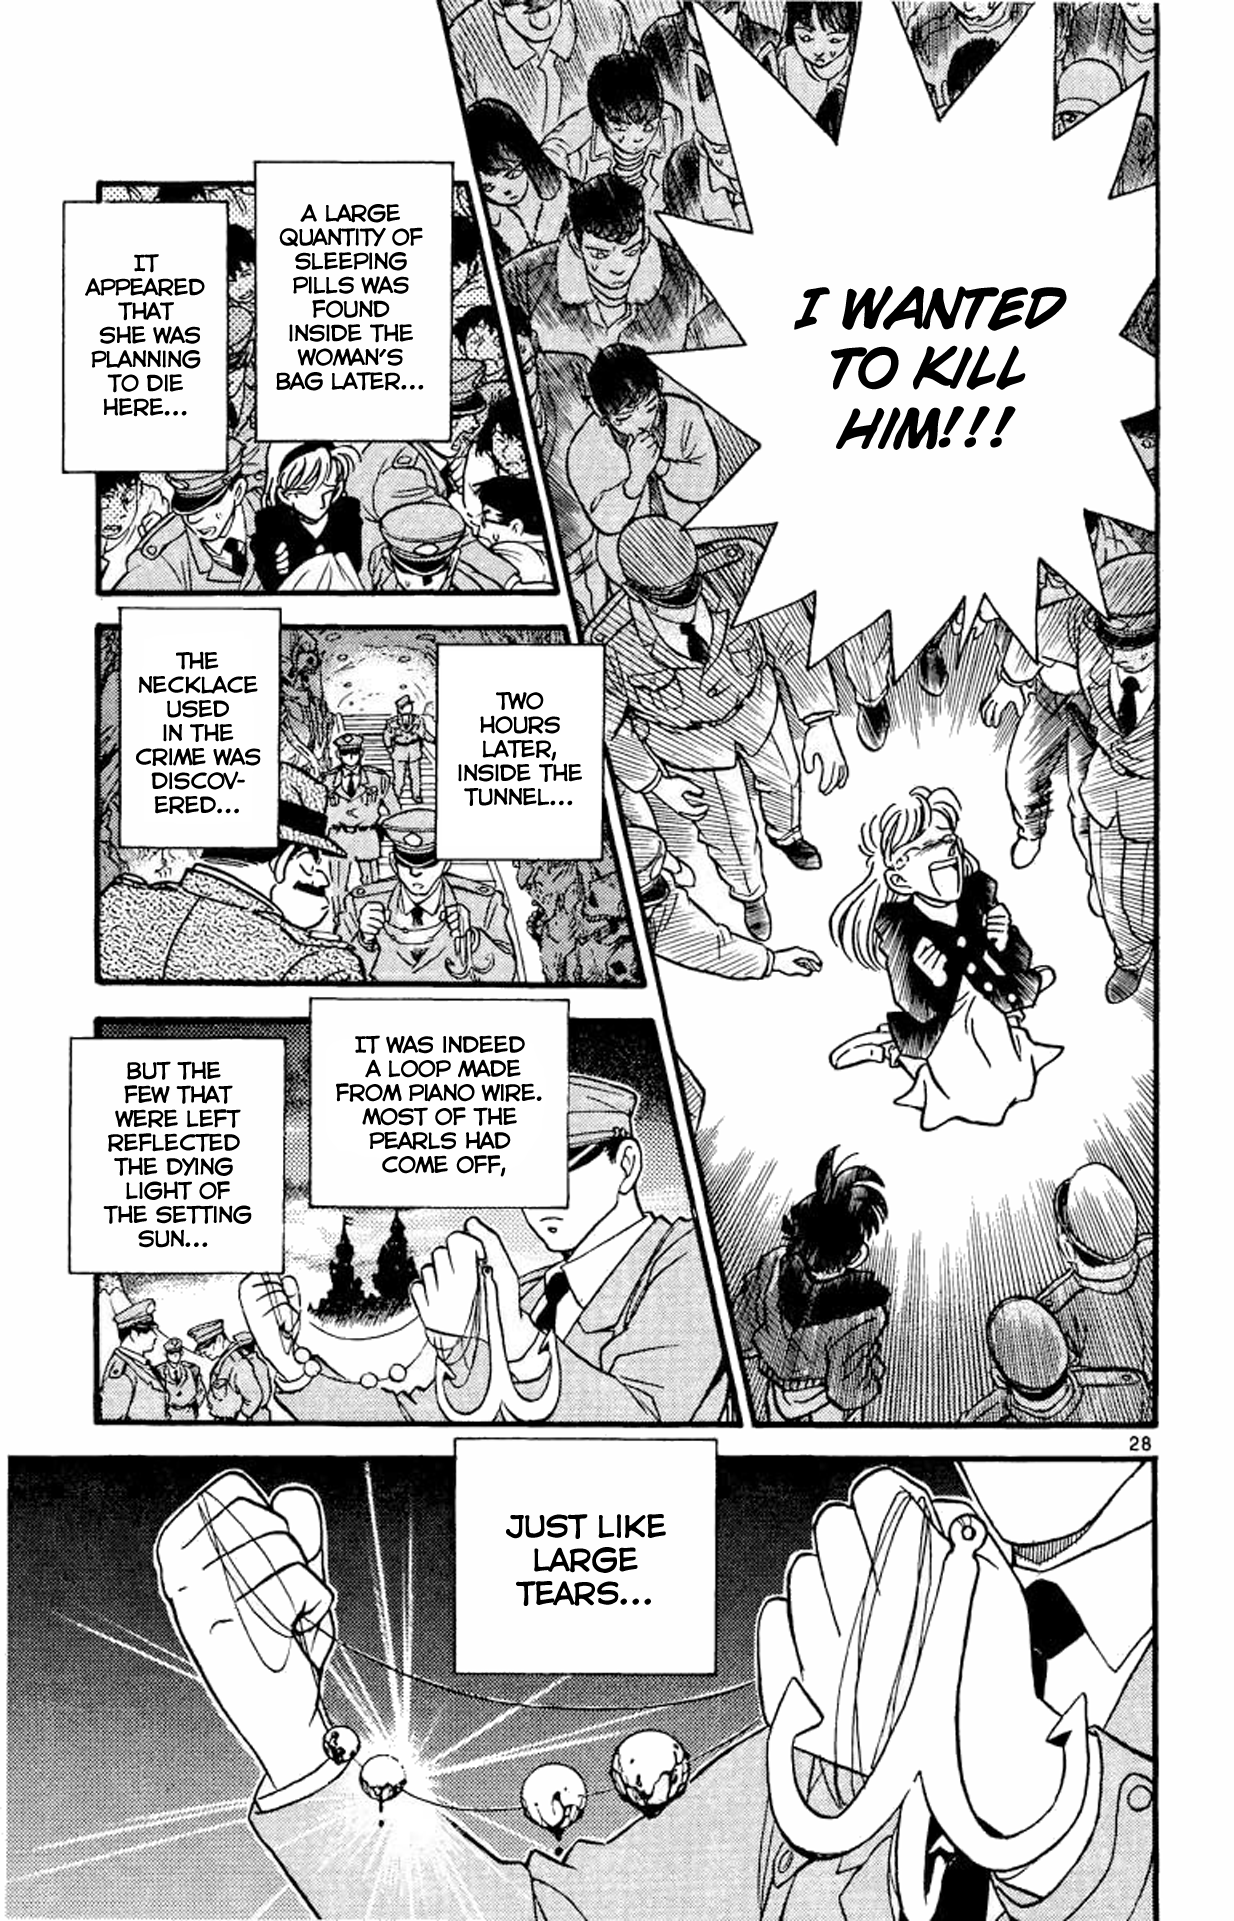 I WANTED
TO KILL
HIM!!!
A LARGE
QUANTITY OF
SLEEPING
PILLS WAS
FOUND
INSIDE THE
WOMAN'S
BAG LATER...
IT
APPEARED
THAT
SHE WAS
PLANNING
TO DIE
HERE...
TWO
HOURS
LATER,
INSIDE THE
TUNNEL...
THE
NECKLACE
USED
IN THE
CRIME WAS
DISCOV-
ERED...
IT WAS INDEED
A LOOP MADE
FROM PIANO WIRE.
MOST OF THE
PEARLS HAD
COME OFF,
BUT THE
FEW THAT
WERE LEFT
REFLECTED
THE DYING
LIGHT OF
THE SETTING
SUN...
28
JUST LIKE
LARGE
TEARS...